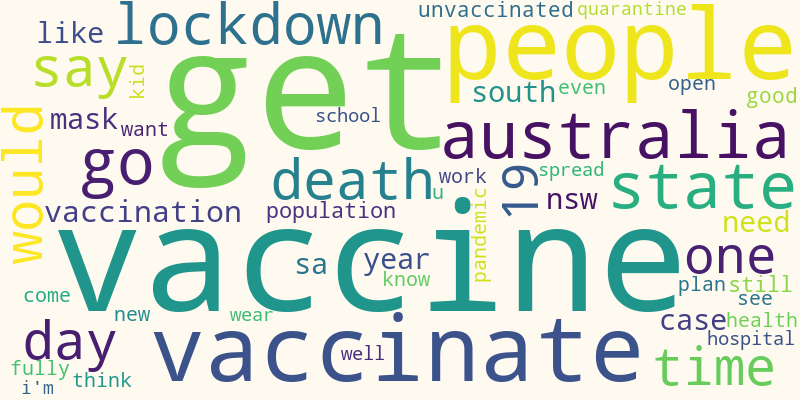 lockdown
unvaccinated
quarantine
like
get
people
say
kid
south
even
open
good
would
mask
want
school
australia
go
death
u
work
spread
19
nsw
state
vaccination
population
pandemic
need
vaccine
sa
year
know
one
come
new
wear
plan
still
see
day
vaccinate
well
case
health
hospital
fully
think
i'm
time